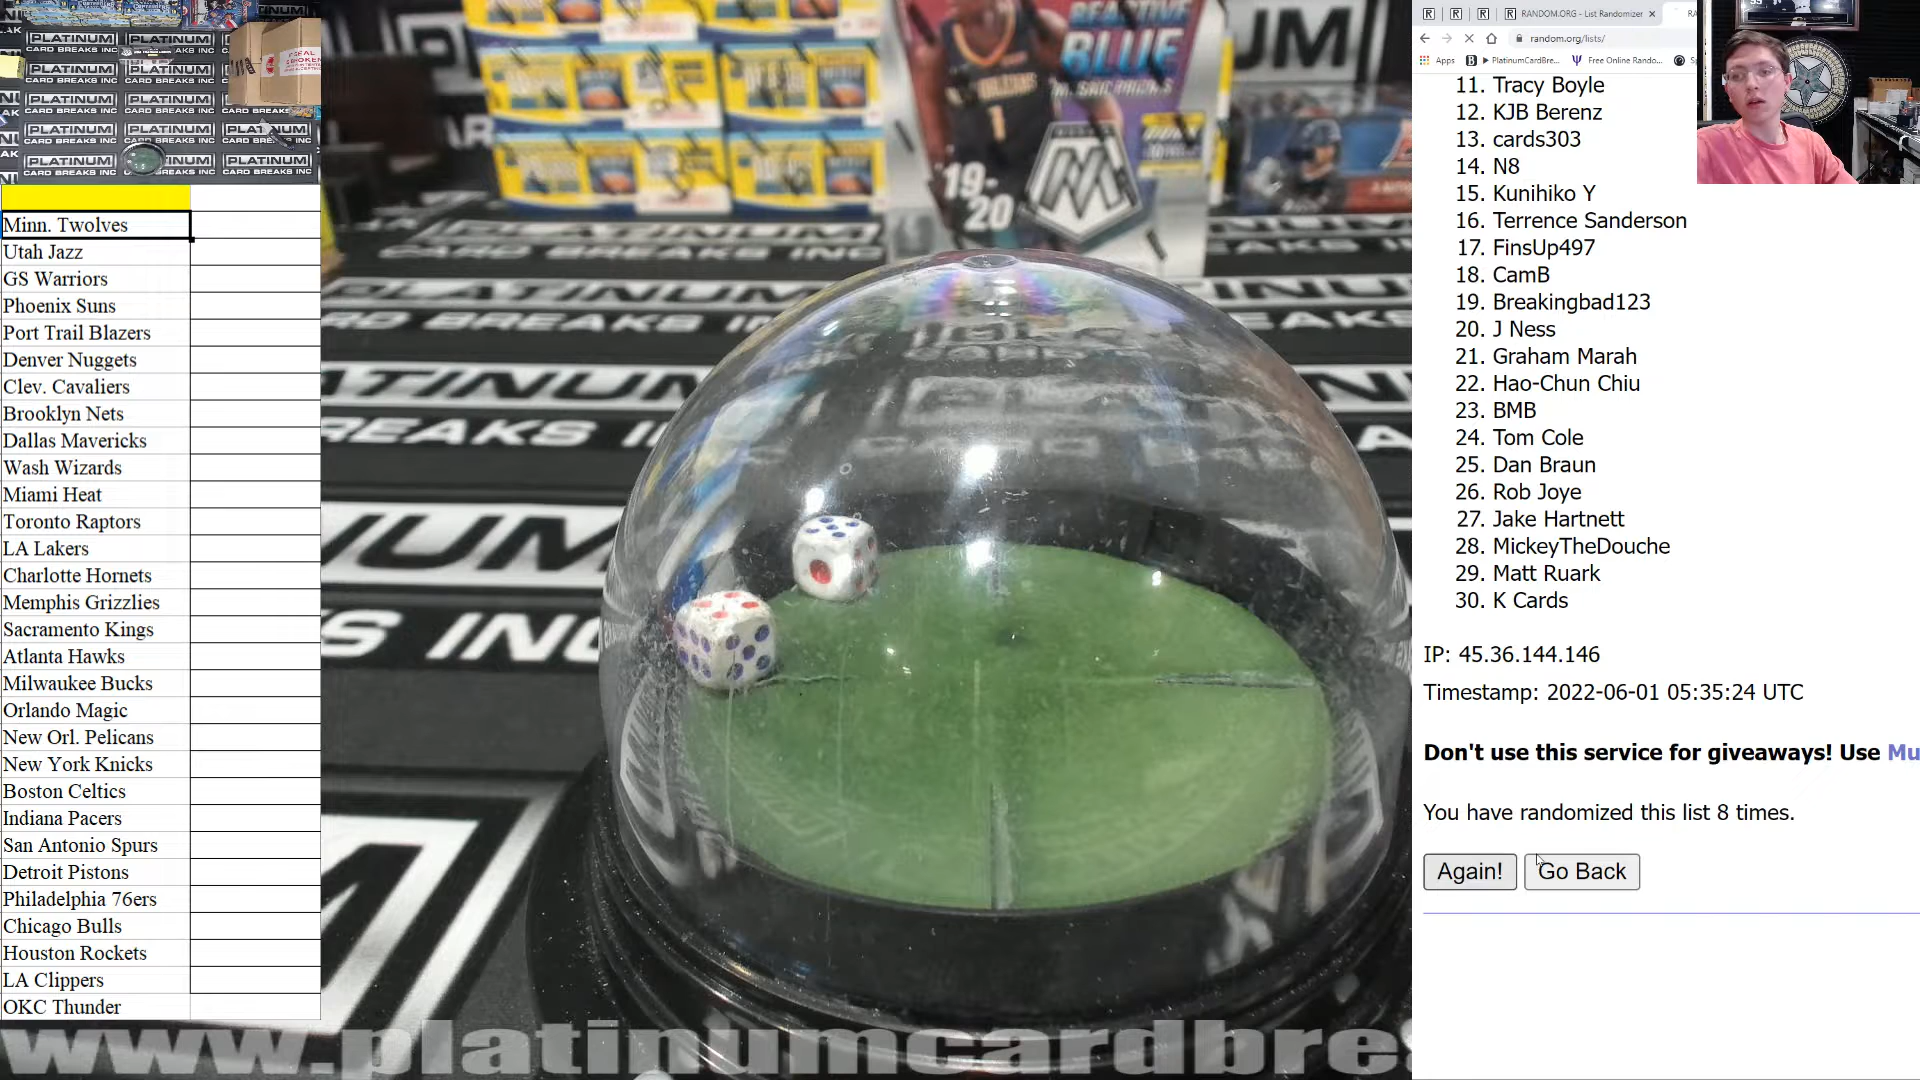 PLATINUM
CARD BREAKS INC
Minn. Twolves
Utah Jazz
GS Warriors
Phoenix Suns
Port Trail Blazers
Denver Nuggets
Clev. Cavaliers
Brooklyn Nets
Dallas Mavericks
Wash Wizards
Miami Heat
Toronto Raptors
LA Lakers
Charlotte Hornets
Memphis Grizzlies
Sacramento Kings
Atlanta Hawks
Milwaukee Bucks
Orlando Magic
New Orl. Pelicans
New York Knicks
Boston Celtics
Indiana Pacers
San Antonio Spurs
Detroit Pistons
Philadelphia 76ers
Chicago Bulls
Houston Rockets
LA Clippers
OKC Thunder
REACTIVE
BLUE
19-
20
MOSAIC
www.platinumcardbre
RANDOM.ORG - List Randomizer
random.org/lists/
Apps
PlatinumCardBre...
Free Online Rando...
11. Tracy Boyle
12. KJB Berenz
13. cards303
14. N8
15. Kunihiko Y
16. Terrence Sanderson
17. FinsUp497
18. CamB
19. Breakingbad123
20. J Ness
21. Graham Marah
22. Hao-Chun Chiu
23. BMB
24. Tom Cole
25. Dan Braun
26. Rob Joye
27. Jake Hartnett
28. MickeyTheDouche
29. Matt Ruark
30. K Cards
IP: 45.36.144.146
Timestamp: 2022-06-01 05:35:24 UTC
Don't use this service for giveaways! Use Mu
You have randomized this list 8 times.
Again!
Go Back